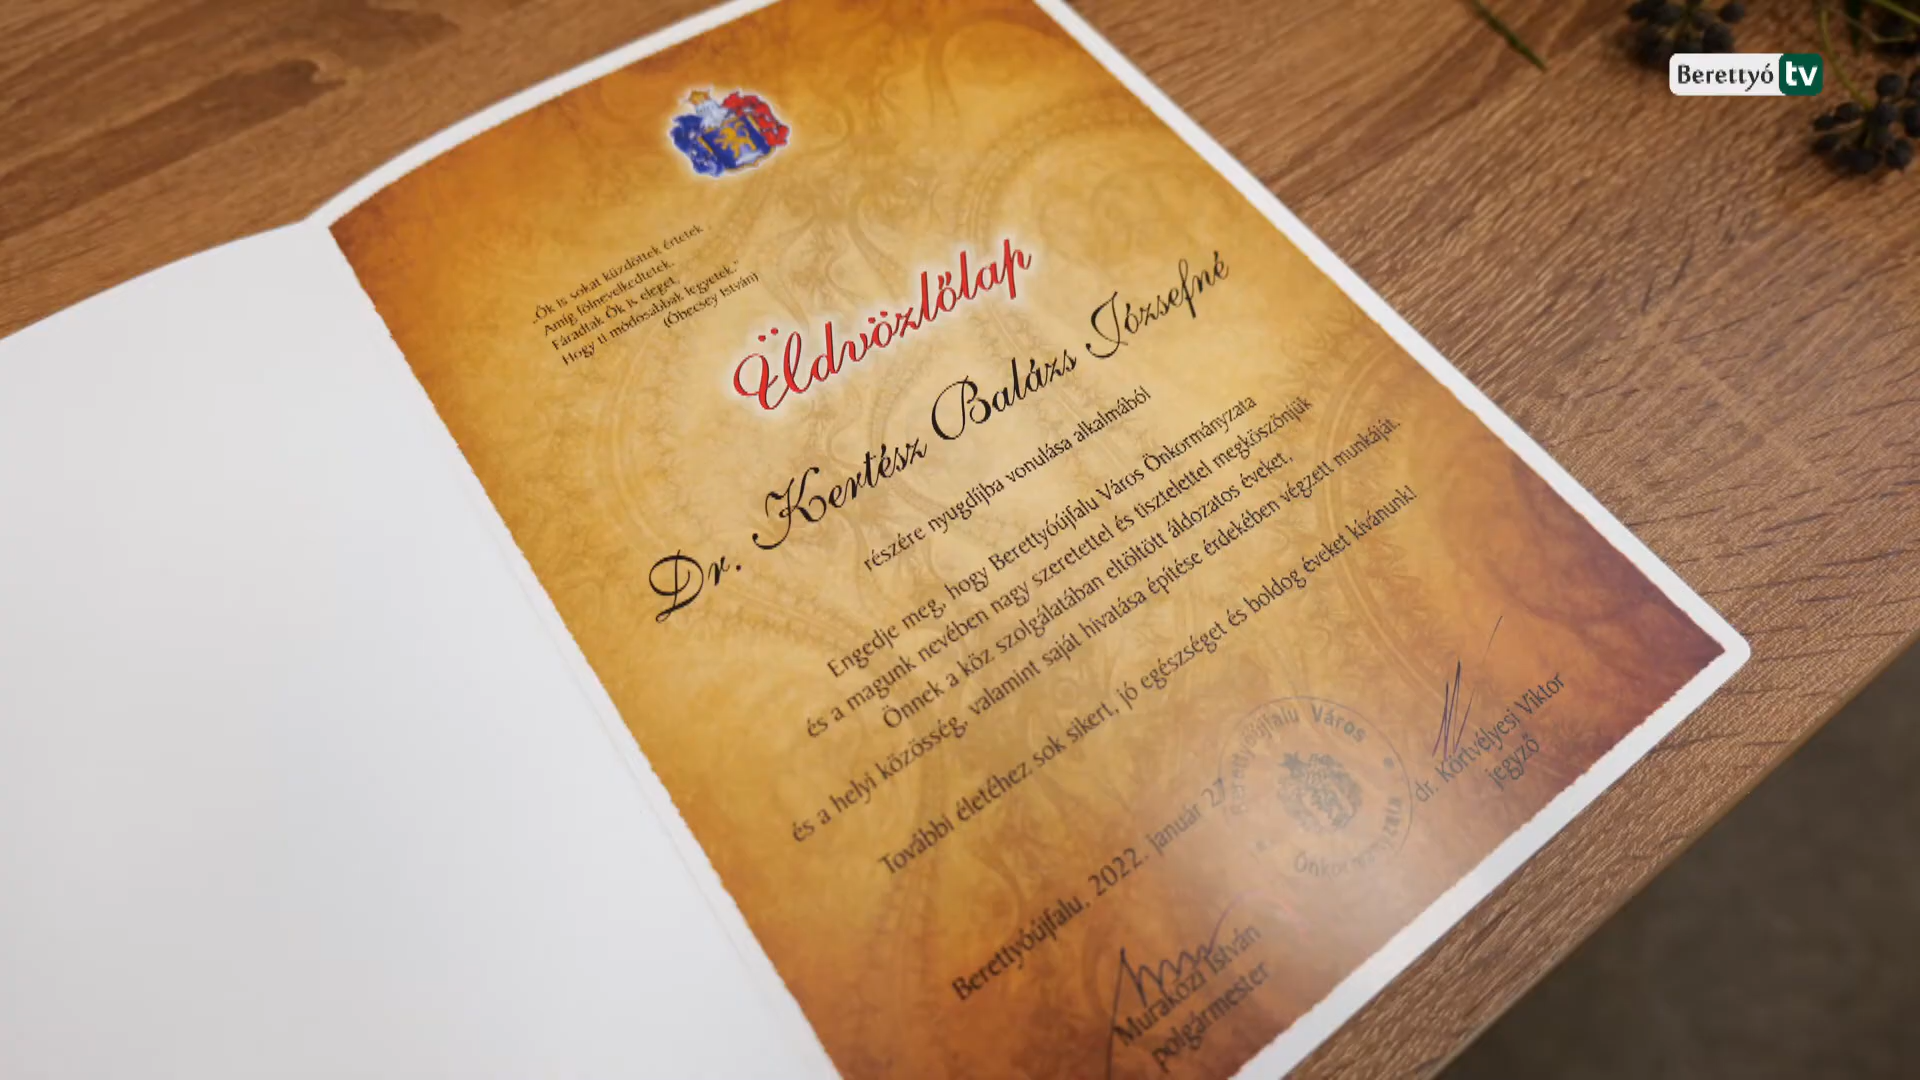 Berettyó tv
„Ők is sokat küzdöttek értetek
Amíg fölnevelkedtetek.
Fáradtak Ők is eleget,
Hogy ti módosabbak legyetek."
(Óbecsey István)
Üdvözlőlap
Dr. Kertész Balázs Józsefné
részére nyugdíjba vonulása alkalmából
Engedje meg, hogy Berettyóújfalu Város Önkormányzata
és a magunk nevében nagy szeretettel és tisztelettel megköszönjük
Önnek a köz szolgálatában eltöltött áldozatos éveket,
és a helyi közösség, valamint saját hivatása építése érdekében végzett munkáját.
További életéhez sok sikert, jó egészséget és boldog éveket kívánunk!
Berettyóújfalu, 2022. január 27.
Berettyóújfalu Város Önkormányzata
dr. Körtvélyesi Viktor
jegyző
Muraközi István
polgármester